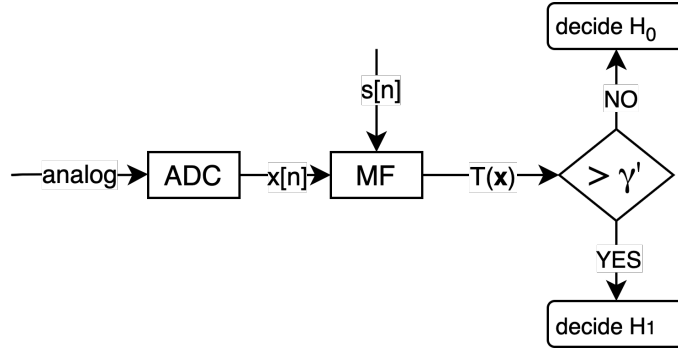 decide H₀
NO
s[n]
analog
ADC
x[n]
MF
T(x)
> γ'
YES
decide H1